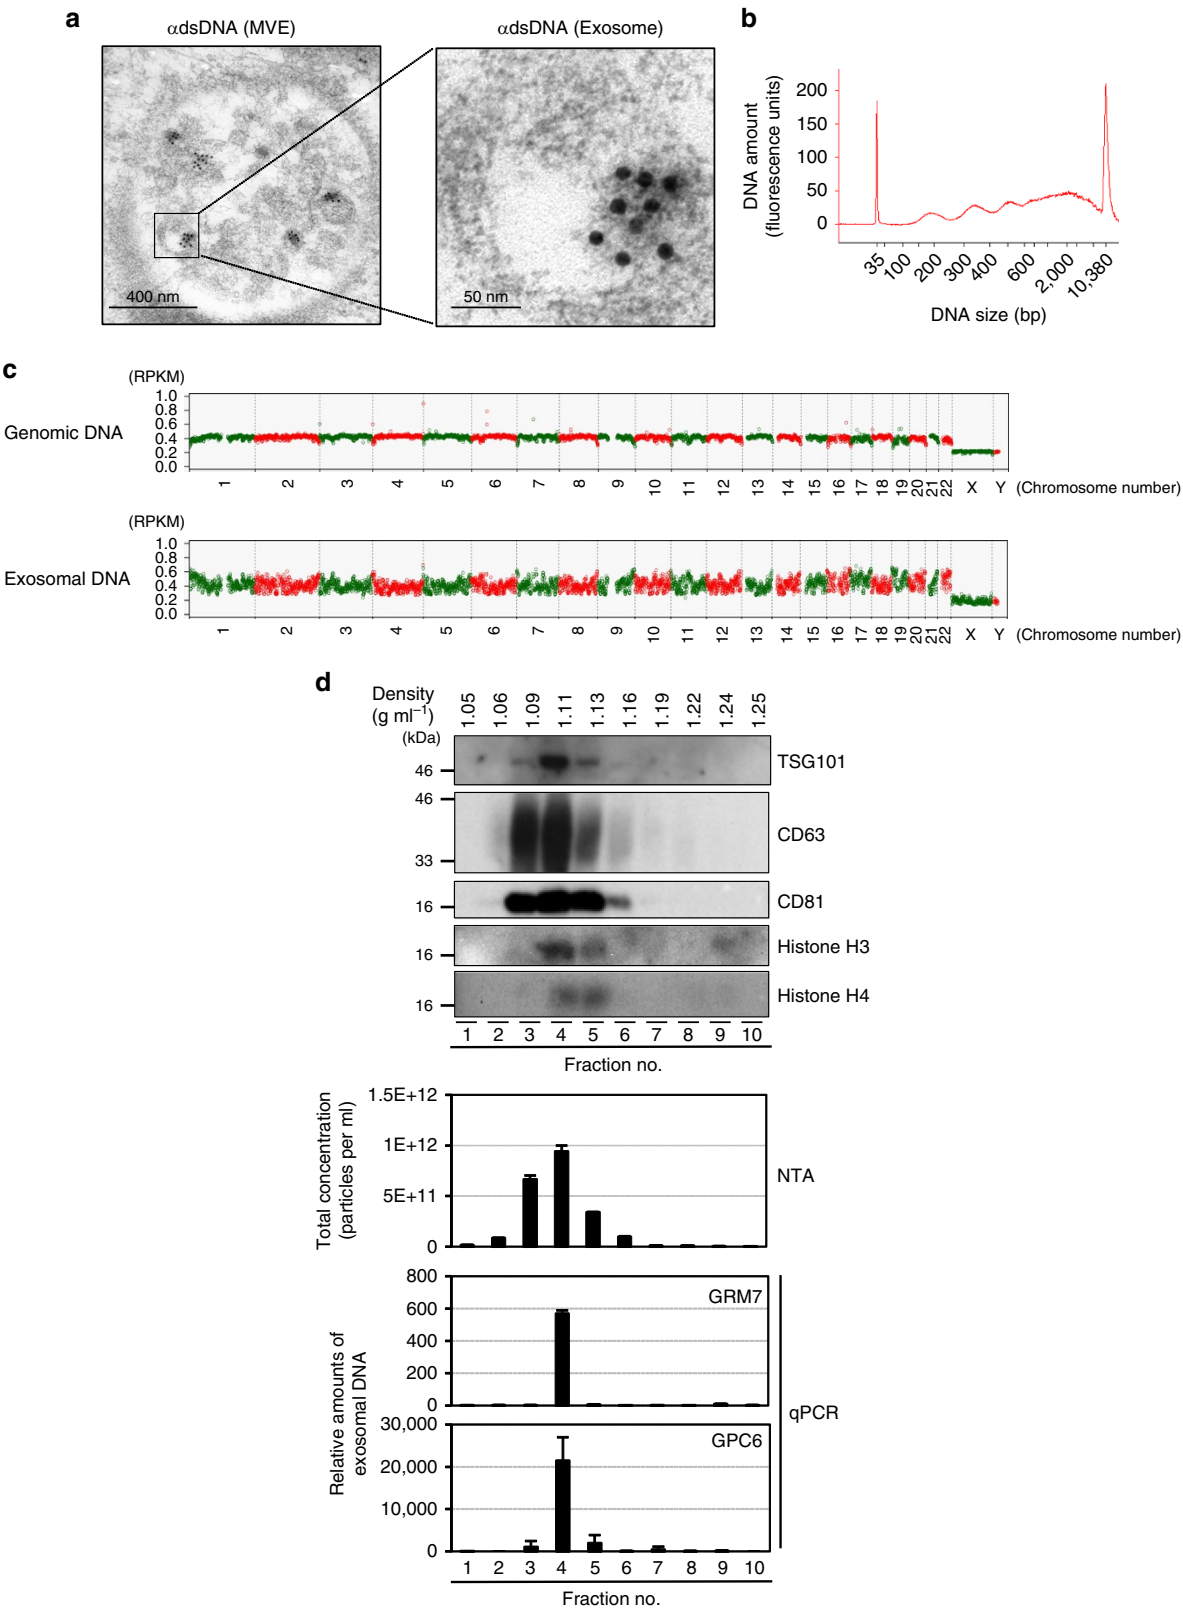 a
αdsDNA (MVE)
αdsDNA (Exosome)
400 nm
50 nm
b
DNA amount
(fluorescence units)
200
150
100
50
0
35
100
200
300
400
600
2,000
10,380
DNA size (bp)
c
(RPKM)
Genomic DNA
1.0
0.8
0.6
0.4
0.2
0.0
1 2 3 4 5 6 7 8 9 10 11 12 13 14 15 16 17 18 19 20 21 22 X Y (Chromosome number)
(RPKM)
Exosomal DNA
1.0
0.8
0.6
0.4
0.2
0.0
1 2 3 4 5 6 7 8 9 10 11 12 13 14 15 16 17 18 19 20 21 22 X Y (Chromosome number)
d
Density
(g ml⁻¹)
1.05 1.06 1.09 1.11 1.13 1.16 1.19 1.22 1.24 1.25
(kDa)
46
TSG101
46
33
CD63
16
CD81
16
Histone H3
16
Histone H4
1 2 3 4 5 6 7 8 9 10
Fraction no.
Total concentration
(particles per ml)
1.5E+12
1E+12
5E+11
0
NTA
Relative amounts of
exosomal DNA
800
600
400
200
0
GRM7
30,000
20,000
10,000
0
GPC6
qPCR
1 2 3 4 5 6 7 8 9 10
Fraction no.